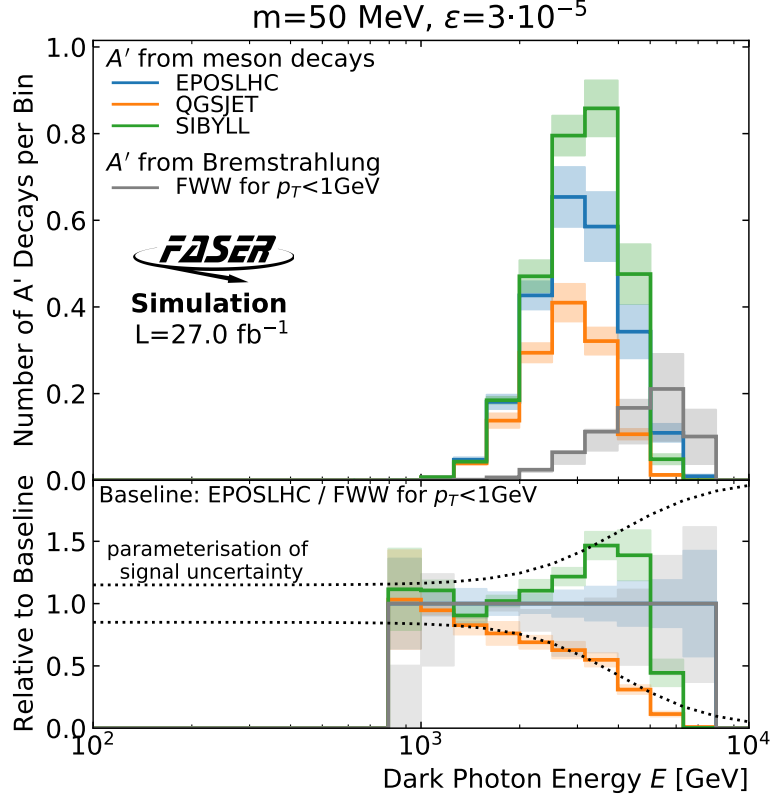 m=50 MeV, ε=3·10⁻⁵
Number of A' Decays per Bin
1.0
0.8
0.6
0.4
0.2
0.0
A′ from meson decays
EPOSLHC
QGSJET
SIBYLL
A′ from Bremstrahlung
FWW for p_T<1GeV
FASER
Simulation
L=27.0 fb⁻¹
Relative to Baseline
1.5
1.0
0.5
0.0
Baseline: EPOSLHC / FWW for p_T<1GeV
parameterisation of
signal uncertainty
10² 10³ 10⁴
Dark Photon Energy E [GeV]